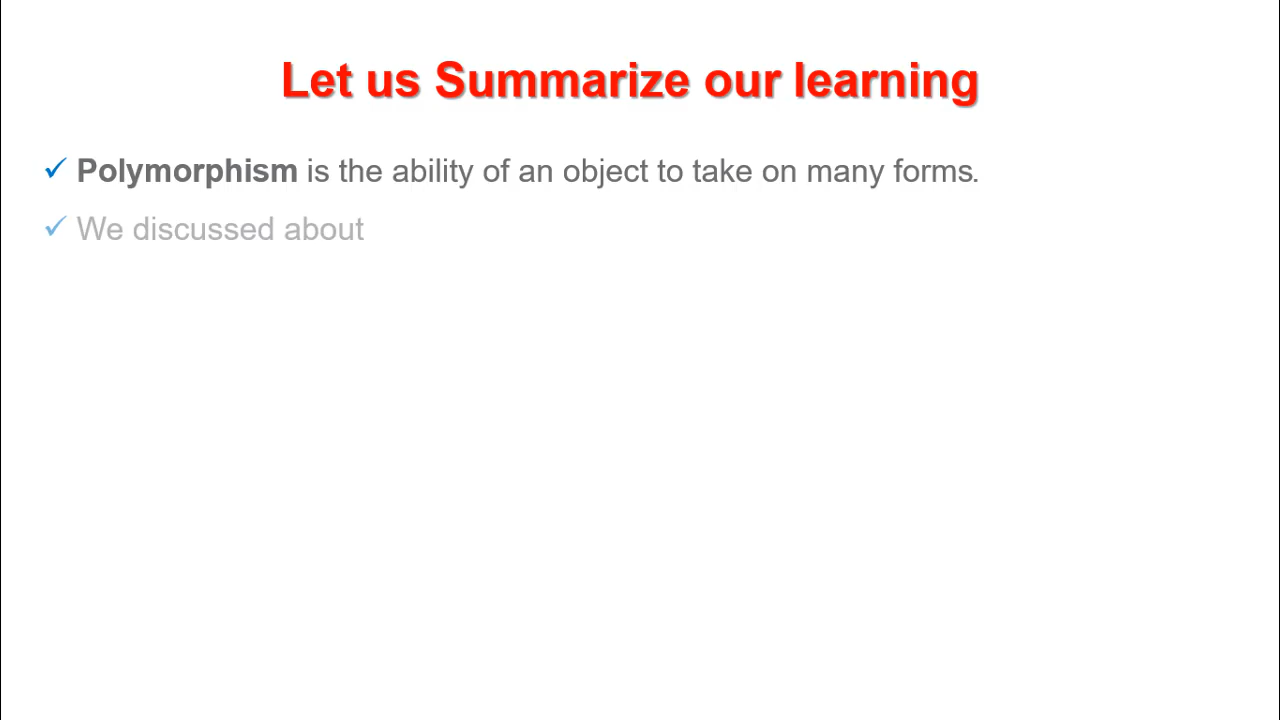 Let us Summarize our learning
✓ Polymorphism is the ability of an object to take on many forms.
✓ We discussed about